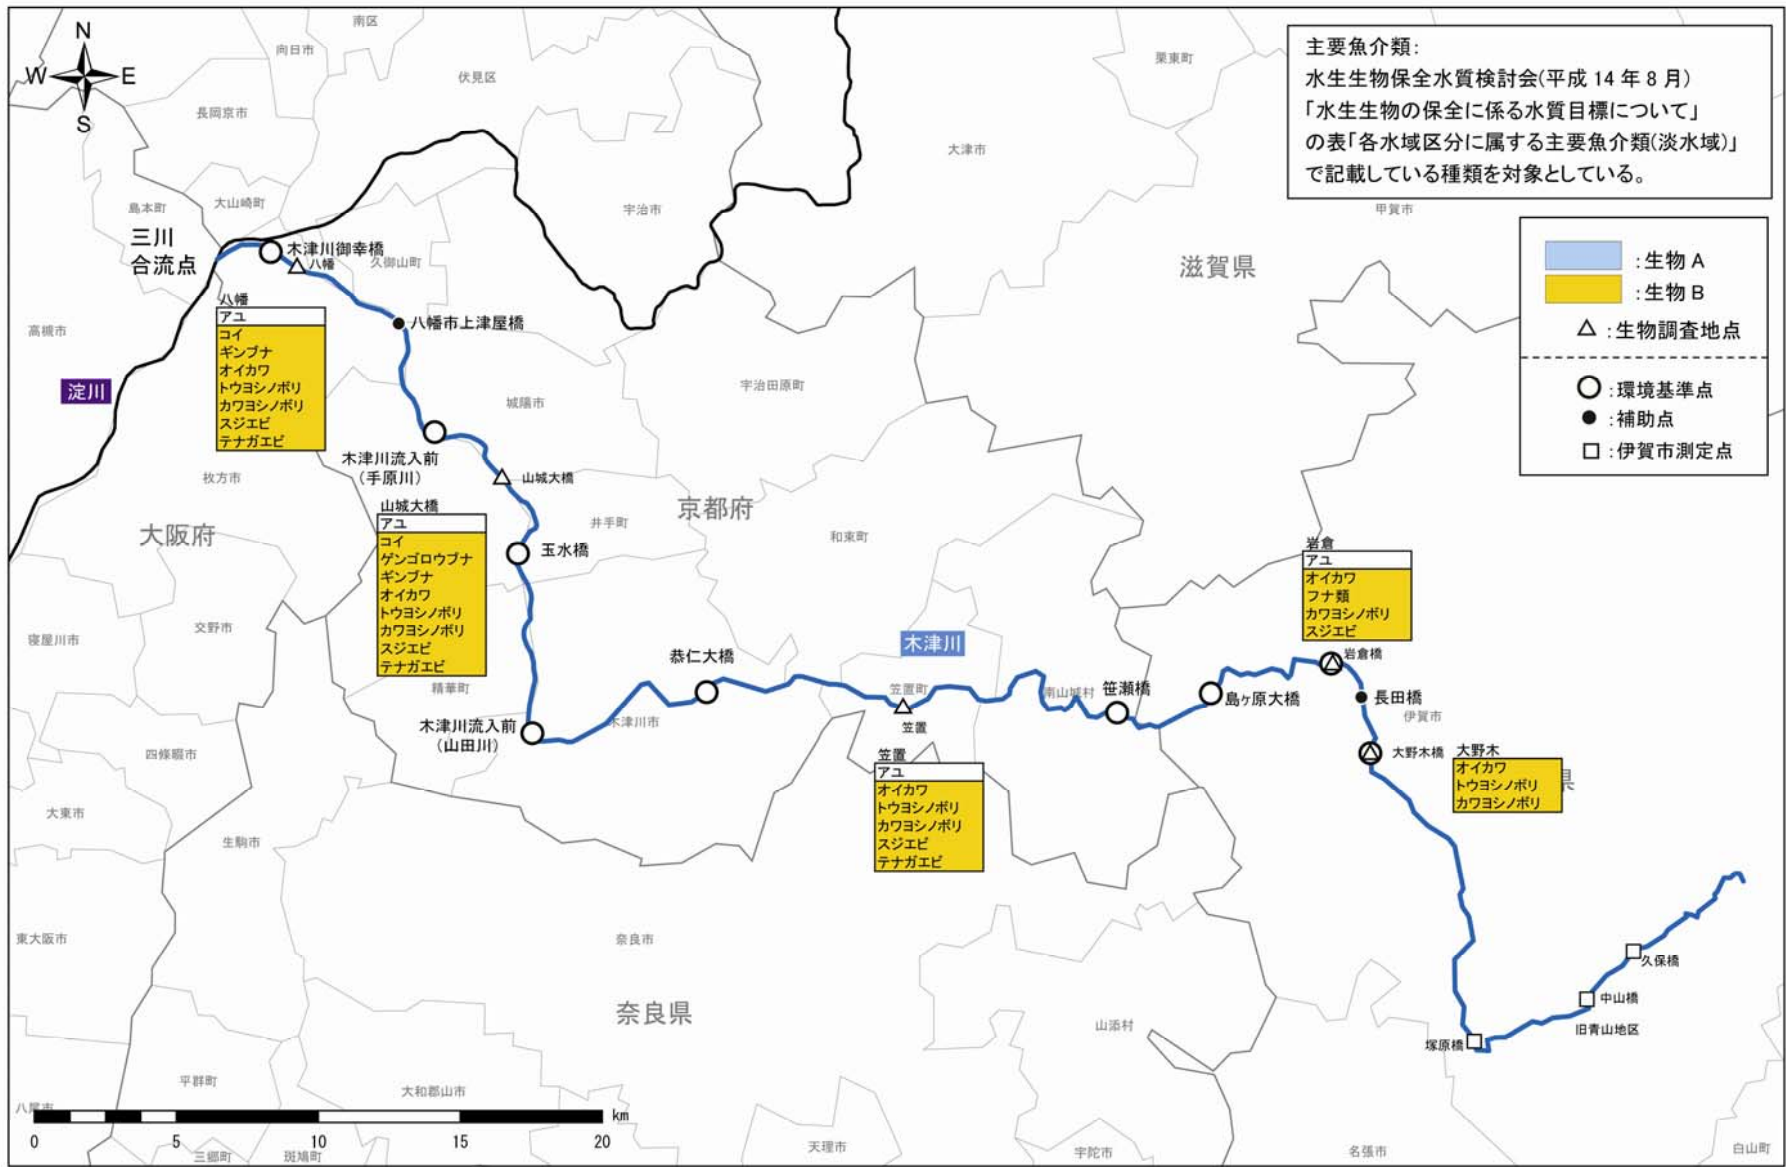 N
W
E
S
南区
向日市
伏見区
長岡京市
栗東町
大津市
主要魚介類:
水生生物保全水質検討会(平成 14 年 8 月)
「水生生物の保全に係る水質目標について」
の表「各水域区分に属する主要魚介類(淡水域)」
で記載している種類を対象としている。
島本町
大山崎町
宇治市
甲賀市
三川
合流点
木津川御幸橋
八幡
久御山町
滋賀県
:生物 A
:生物 B
:生物調査地点
:環境基準点
:補助点
:伊賀市測定点
八幡
アユ
コイ
ギンブナ
オイカワ
トウヨシノボリ
カワヨシノボリ
スジエビ
テナガエビ
高槻市
八幡市上津屋橋
淀川
宇治田原町
城陽市
木津川流入前
(手原川)
山城大橋
枚方市
大阪府
京都府
井手町
和束町
玉水橋
山城大橋
アユ
コイ
ゲンゴロウブナ
ギンブナ
オイカワ
トウヨシノボリ
カワヨシノボリ
スジエビ
テナガエビ
岩倉
アユ
オイカワ
フナ類
カワヨシノボリ
スジエビ
寝屋川市
交野市
木津川
恭仁大橋
岩倉橋
精華町
笠置町
南山城村
笹瀬橋
島ヶ原大橋
長田橋
伊賀市
木津川流入前
(山田川)
木津川市
笠置
四條畷市
大野木橋
大野木
オイカワ
トウヨシノボリ
カワヨシノボリ
県
笠置
アユ
オイカワ
トウヨシノボリ
カワヨシノボリ
スジエビ
テナガエビ
大東市
生駒市
東大阪市
奈良市
久保橋
中山橋
旧青山地区
奈良県
山添村
塚原橋
平群町
大和郡山市
八尾市
km
0
5
10
15
20
三郷町
斑鳩町
天理市
宇陀市
名張市
白山町